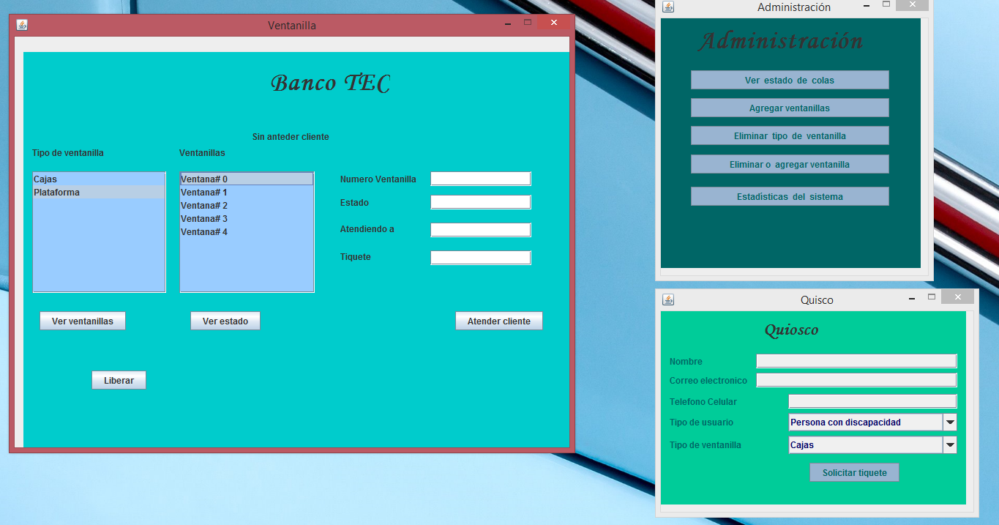 Ventanilla
Banco TEC
Sin anteder cliente
Tipo de ventanilla
Ventanillas
Cajas
Plataforma
Ventana# 0
Ventana# 1
Ventana# 2
Ventana# 3
Ventana# 4
Numero Ventanilla
Estado
Atendiendo a
Tiquete
Ver ventanillas
Ver estado
Atender cliente
Liberar
Administración
Administración
Ver estado de colas
Agregar ventanillas
Eliminar tipo de ventanilla
Eliminar o agregar ventanilla
Estadísticas del sistema
Quisco
Quiosco
Nombre
Correo electronico
Telefono Celular
Tipo de usuario
Persona con discapacidad
Tipo de ventanilla
Cajas
Solicitar tiquete